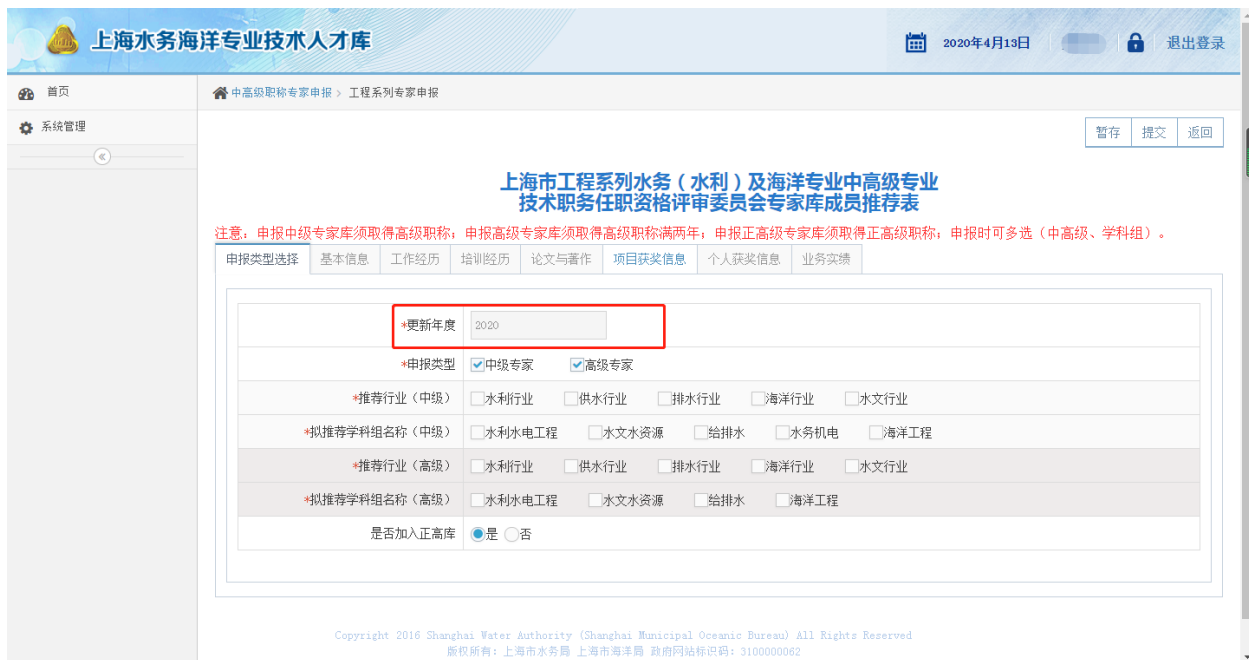 上海水务海洋专业技术人才库
2020年4月13日 退出登录
首页
中高级职称专家申报 > 工程系列专家申报
系统管理
暂存 提交 返回
上海市工程系列水务(水利)及海洋专业中高级专业
技术职务任职资格评审委员会专家库成员推荐表
注意: 申报中级专家库须取得高级职称; 申报高级专家库须取得高级职称满两年; 申报正高级专家库须取得正高级职称; 申报时可多选(中高级、学科组)。
申报类型选择 基本信息 工作经历 培训经历 论文与著作 项目获奖信息 个人获奖信息 业务实绩
*更新年度 2020
*申报类型 中级专家 高级专家
*推荐行业(中级) 水利行业 供水行业 排水行业 海洋行业 水文行业
*拟推荐学科组名称(中级) 水利水电工程 水文水资源 给排水 水务机电 海洋工程
*推荐行业(高级) 水利行业 供水行业 排水行业 海洋行业 水文行业
*拟推荐学科组名称(高级) 水利水电工程 水文水资源 给排水 海洋工程
是否加入正高库 是 否
Copyright 2016 Shanghai Water Authority (Shanghai Municipal Oceanic Bureau) All Rights Reserved
版权所有: 上海市水务局 上海市海洋局 政府网站标识码: 3100000062